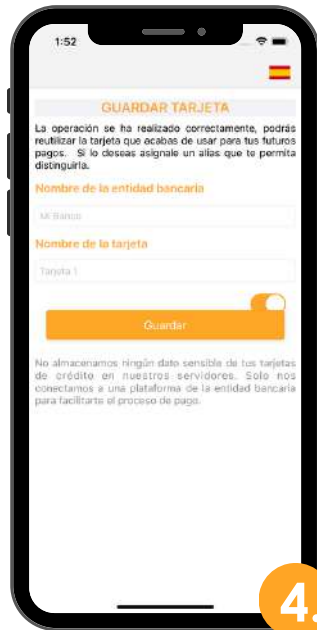 1:52
GUARDAR TARJETA
La operación se ha realizado correctamente, podrás
reutilizar la tarjeta que acabas de usar para tus futuros
pagos. Si lo deseas asígnale un alias que te permita
distinguirla.
Nombre de la entidad bancaria
Mi Banco
Nombre de la tarjeta
Tarjeta 1
Guardar
No almacenamos ningún dato sensible de tus tarjetas
de crédito en nuestros servidores. Solo nos
conectamos a una plataforma de la entidad bancaria
para facilitarte el proceso de pago.
4.